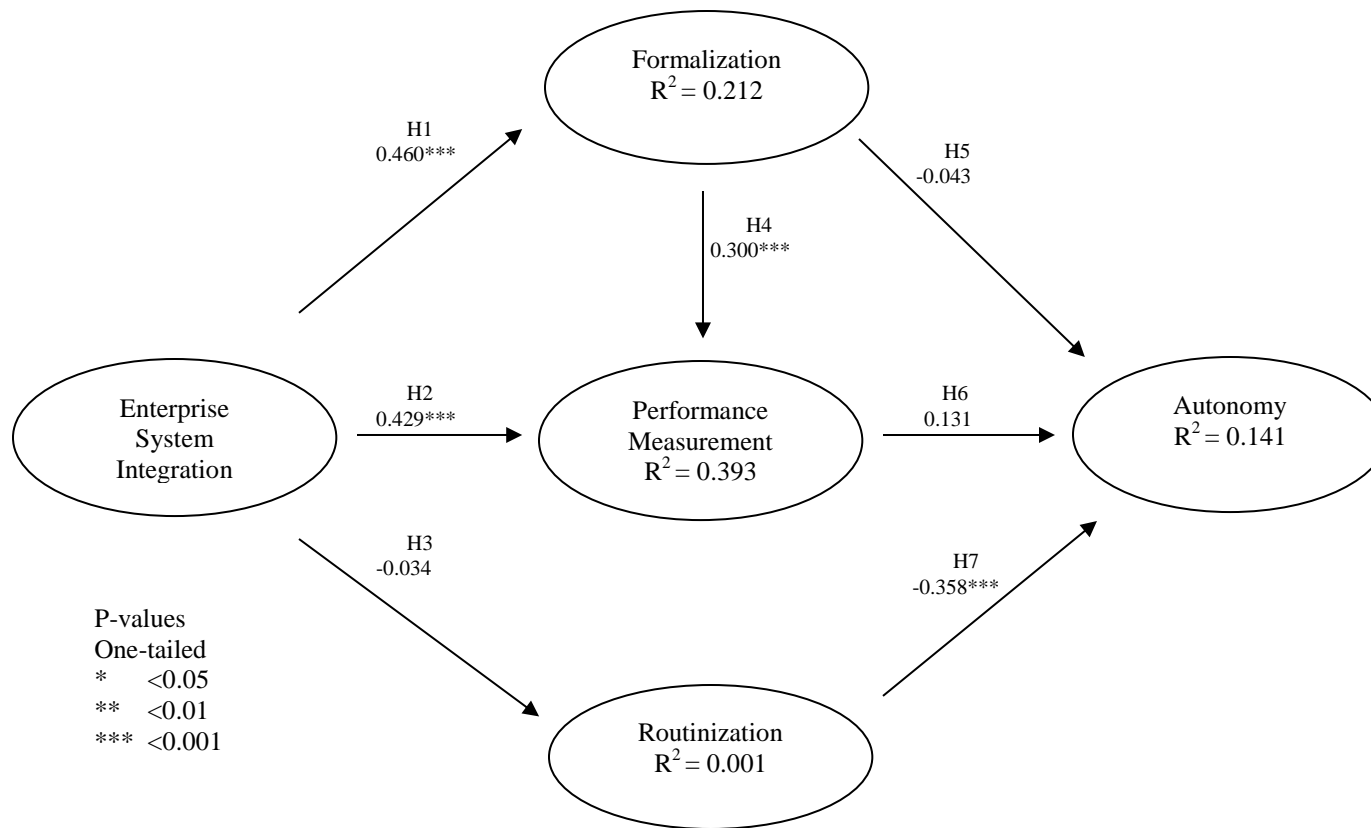 Formalization
R² = 0.212
H1
0.460***
H5
-0.043
H4
0.300***
Enterprise
System
Integration
H2
0.429***
Performance
Measurement
R² = 0.393
H6
0.131
Autonomy
R² = 0.141
H3
-0.034
H7
-0.358***
P-values
One-tailed
* <0.05
** <0.01
*** <0.001
Routinization
R² = 0.001